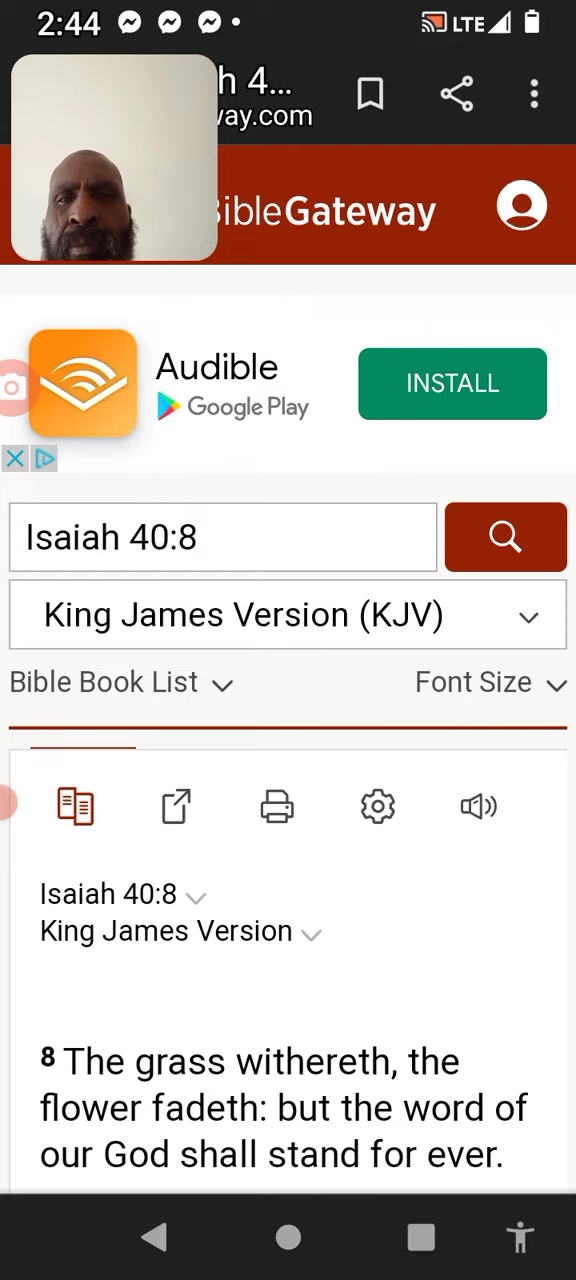 2:44 LTE
h 4...
way.com
BibleGateway
Audible
Google Play
INSTALL
Isaiah 40:8
King James Version (KJV)
Bible Book List Font Size
Isaiah 40:8
King James Version
8 The grass withereth, the
flower fadeth: but the word of
our God shall stand for ever.